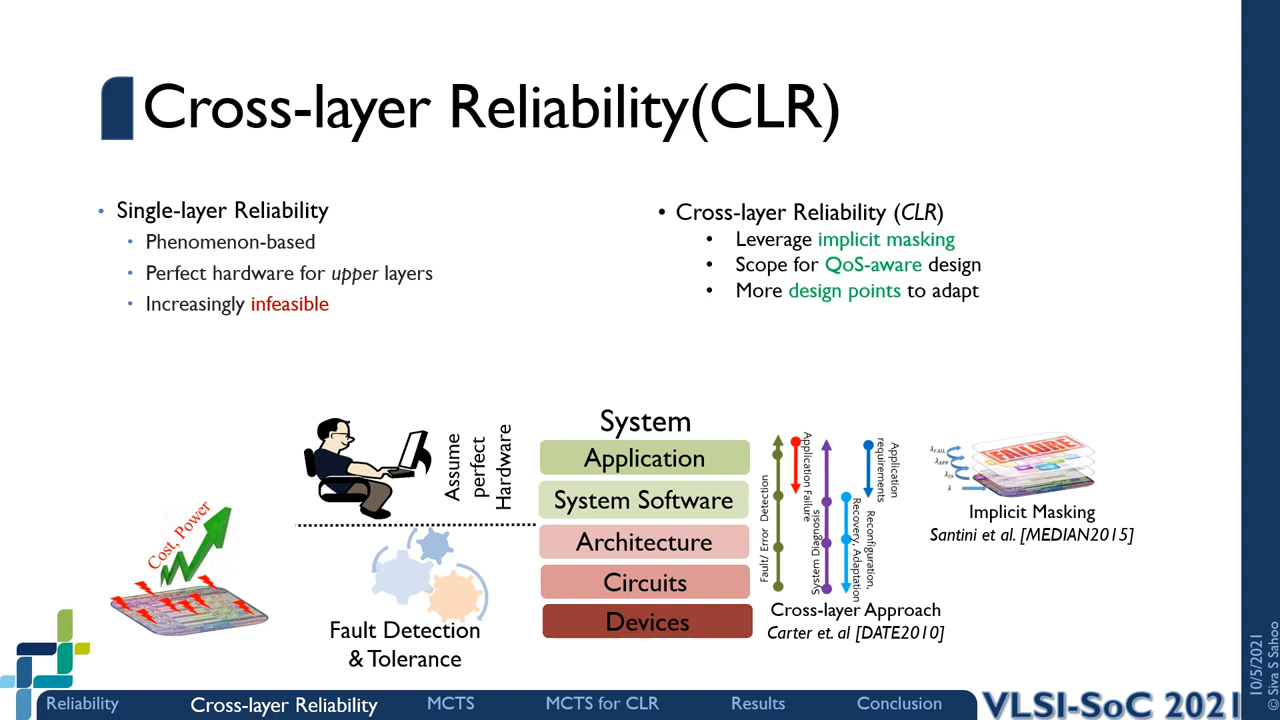 Cross-layer Reliability(CLR)
• Single-layer Reliability
• Phenomenon-based
• Perfect hardware for upper layers
• Increasingly infeasible
• Cross-layer Reliability (CLR)
• Leverage implicit masking
• Scope for QoS-aware design
• More design points to adapt
Cost, Power
Assume
perfect
Hardware
Fault Detection
& Tolerance
System
Application
System Software
Architecture
Circuits
Devices
Fault/ Error Detection
Application Failure
System Diagnosis
Application
requirements
Reconfiguration,
Recovery, Adaptation
Cross-layer Approach
Carter et. al [DATE2010]
FAILURE
λFAIL
λAPP
λSS
λ
Implicit Masking
Santini et al. [MEDIAN2015]
Reliability
Cross-layer Reliability
MCTS
MCTS for CLR
Results
Conclusion
VLSI-SoC 2021
10/5/2021
© Siva S Sahoo